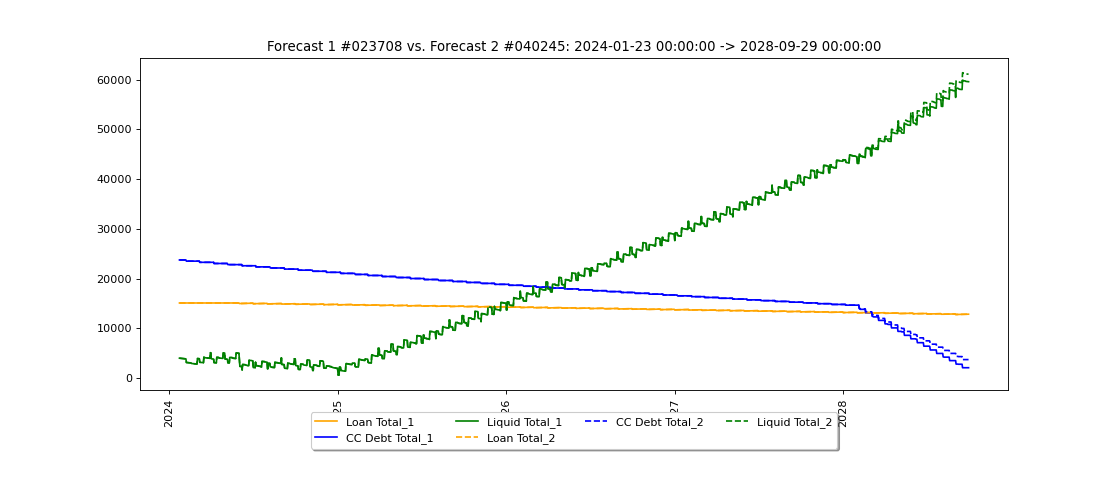 Forecast 1 #023708 vs. Forecast 2 #040245: 2024-01-23 00:00:00 -> 2028-09-29 00:00:00
60000
50000
40000
30000
20000
10000
0
2024
25
26
27
2028
Loan Total_1
Liquid Total_1
CC Debt Total_2
Liquid Total_2
CC Debt Total_1
Loan Total_2